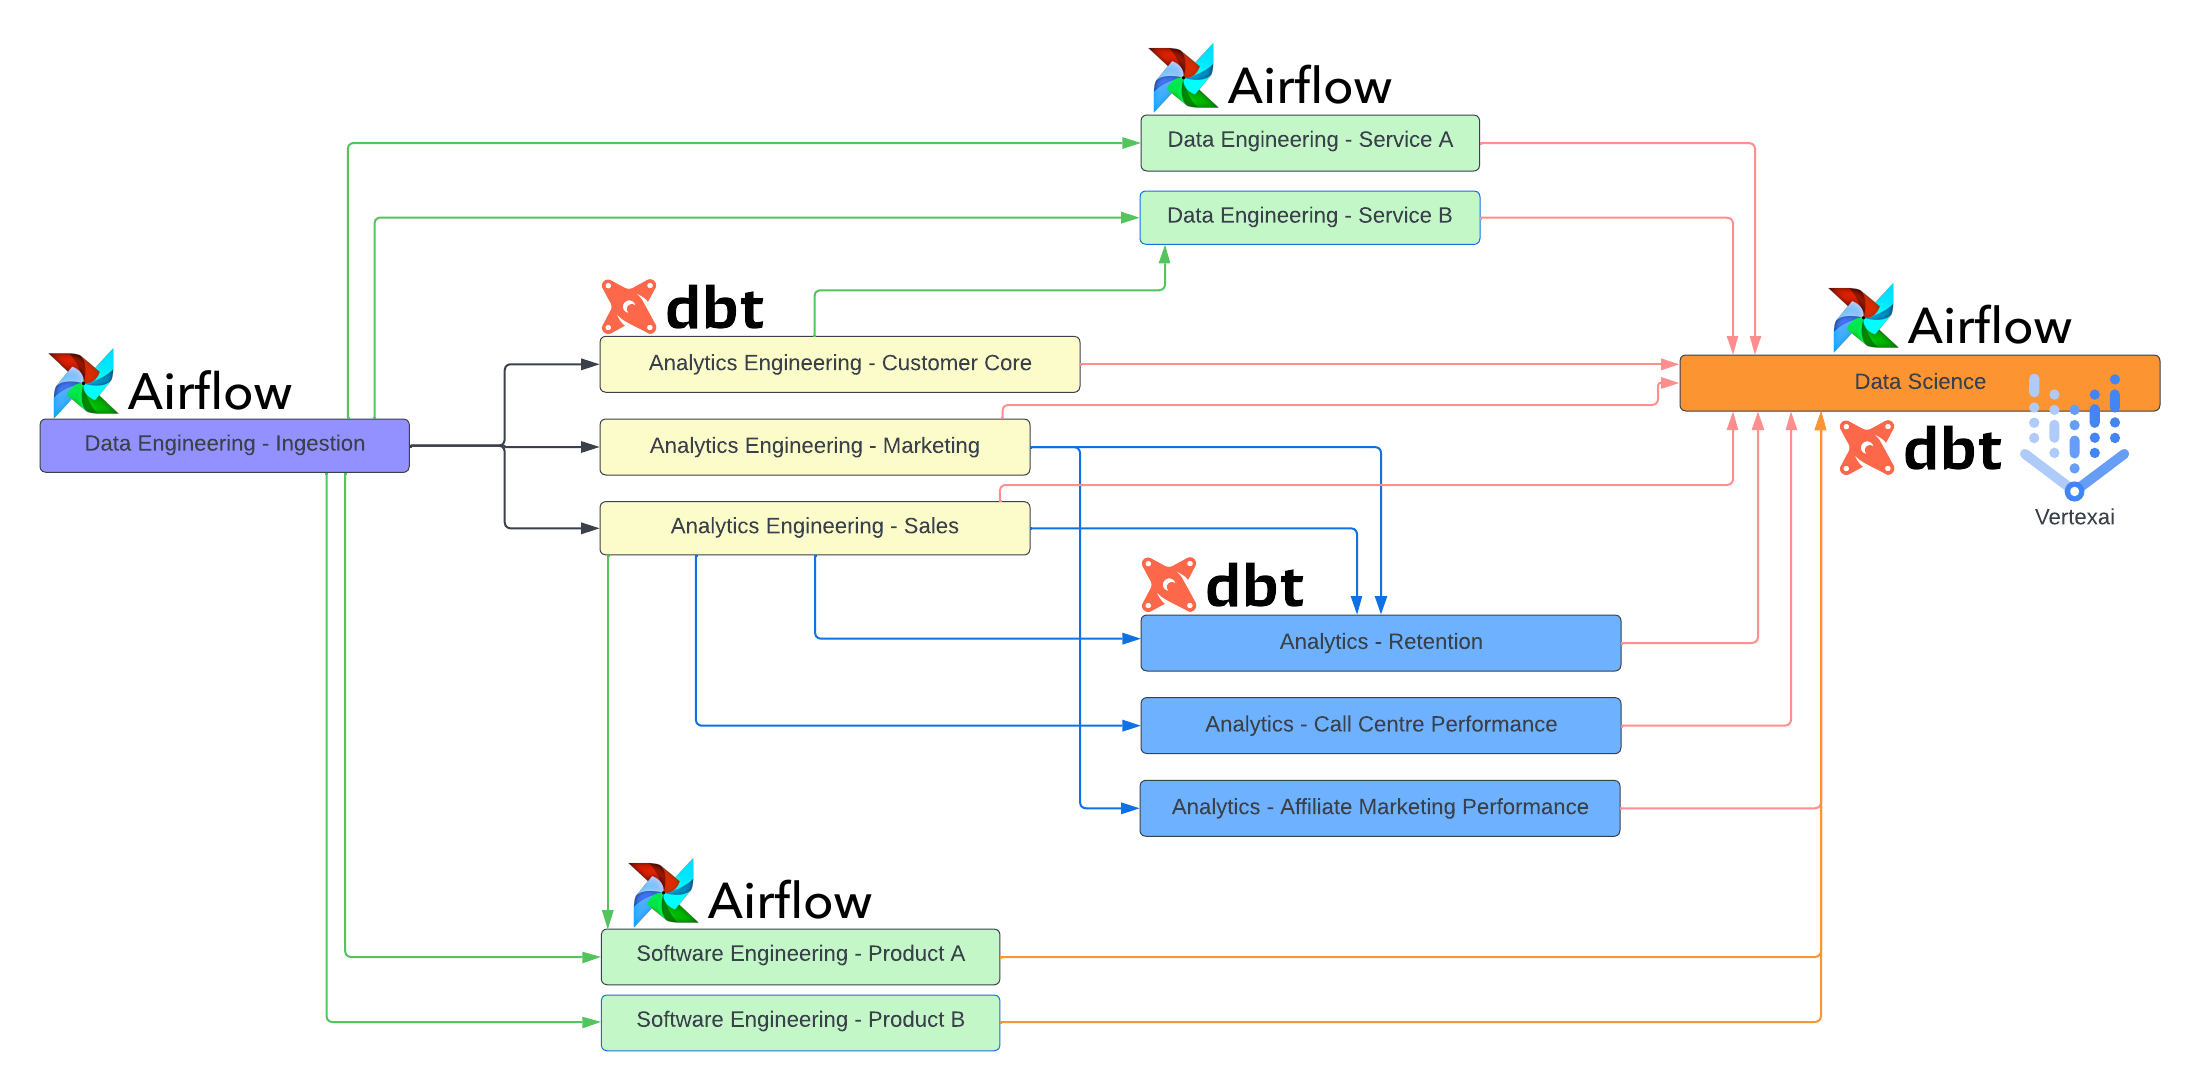 Airflow
Data Engineering - Service A
Data Engineering - Service B
dbt
Analytics Engineering - Customer Core
Airflow
Data Science
Airflow
Data Engineering - Ingestion
Analytics Engineering - Marketing
dbt
Vertexai
Analytics Engineering - Sales
dbt
Analytics - Retention
Analytics - Call Centre Performance
Analytics - Affiliate Marketing Performance
Airflow
Software Engineering - Product A
Software Engineering - Product B